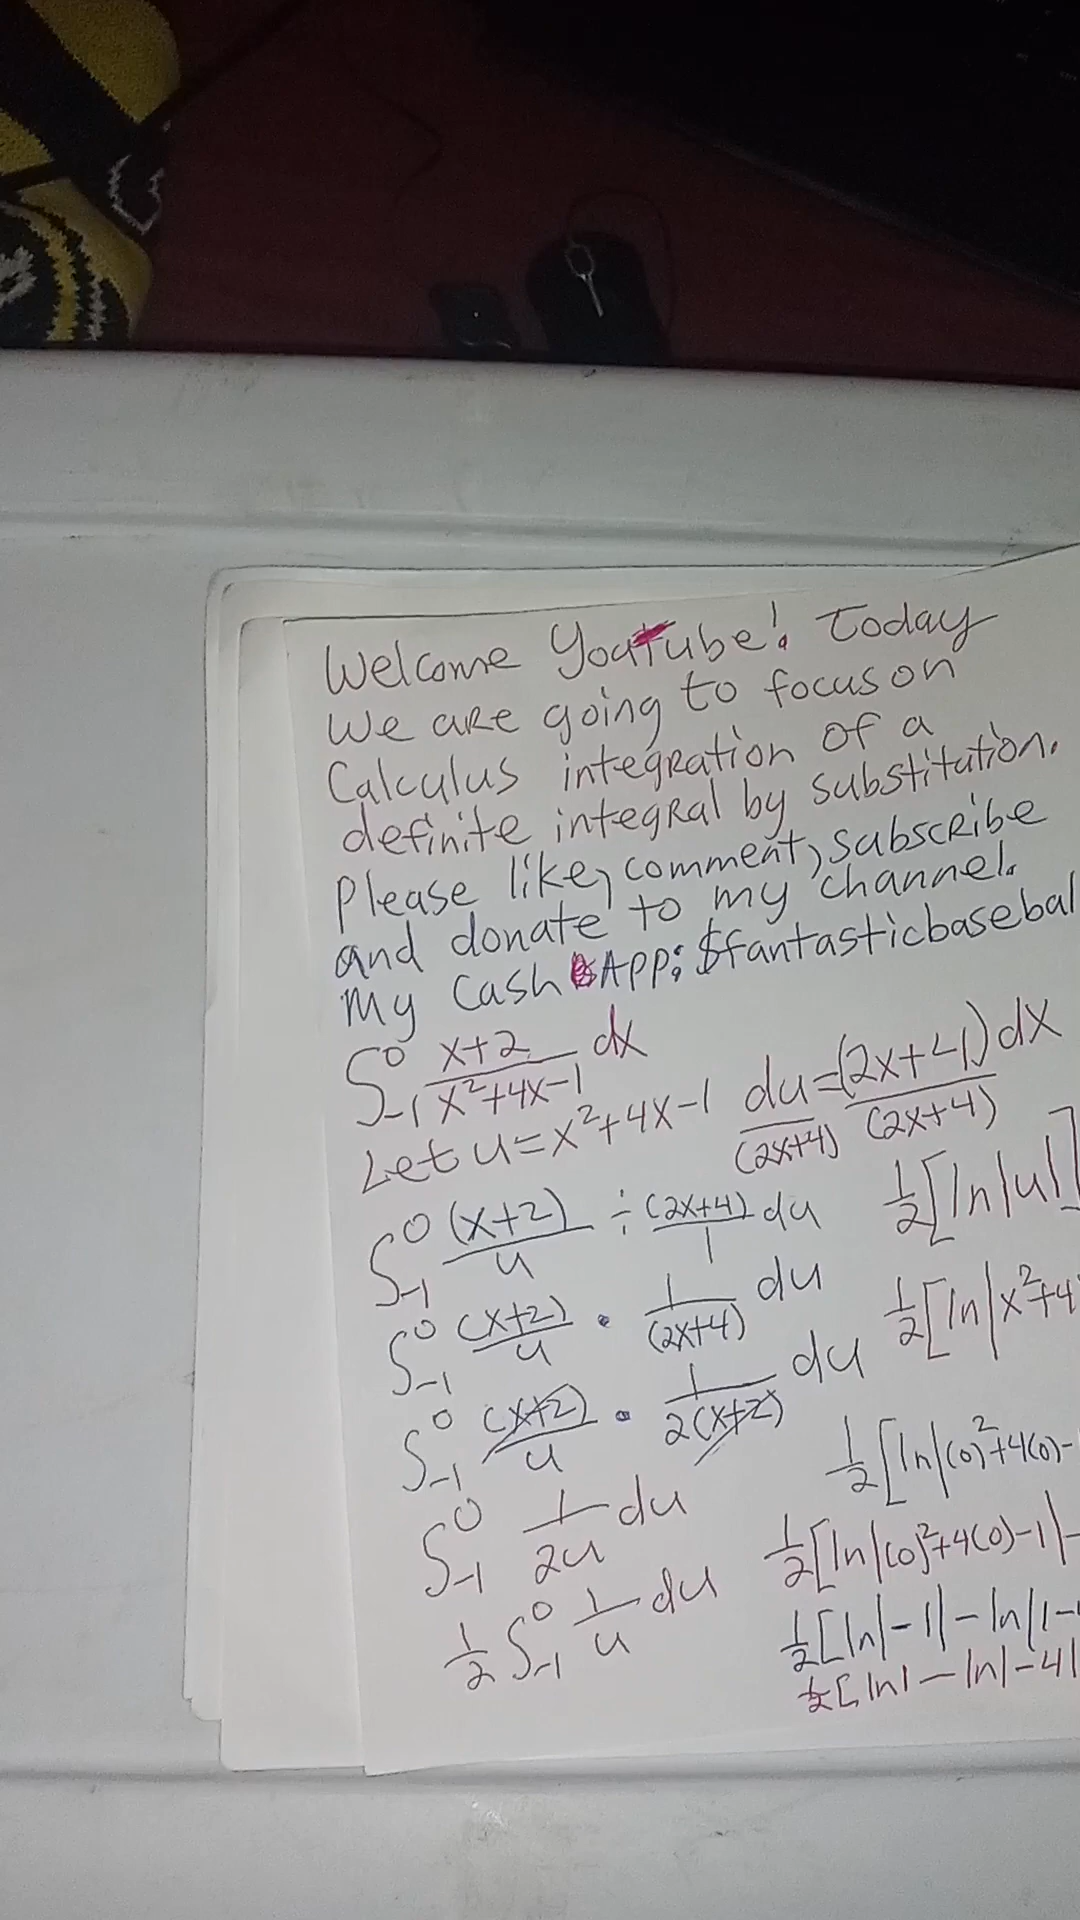 Welcome YouTube! Today
we are going to focus on
Calculus integration of a
definite integral by substitution.
Please like, comment, subscribe
and donate to my channel.
My Cash App: $fantasticbasebal
∫₋₁⁰ (x+2)/(x²+4x-1) dx
Let u=x²+4x-1 du/(2x+4)=(2x+4)dx/(2x+4)
∫₋₁⁰ (x+2)/u ÷ (2x+4)/1 du
½[ln|u|]
∫₋₁⁰ (x+2)/u · 1/(2x+4) du
½[ln|x²+4
∫₋₁⁰ (x+2)/u · 1/2(x+2) du
½[ln|(0)²+4(0)-
∫₋₁⁰ 1/2u du
½[ln|(0)²+4(0)-1|-
½∫₋₁⁰ 1/u du
½[ln|-1|-ln|1-
½[ln1-ln|-4|